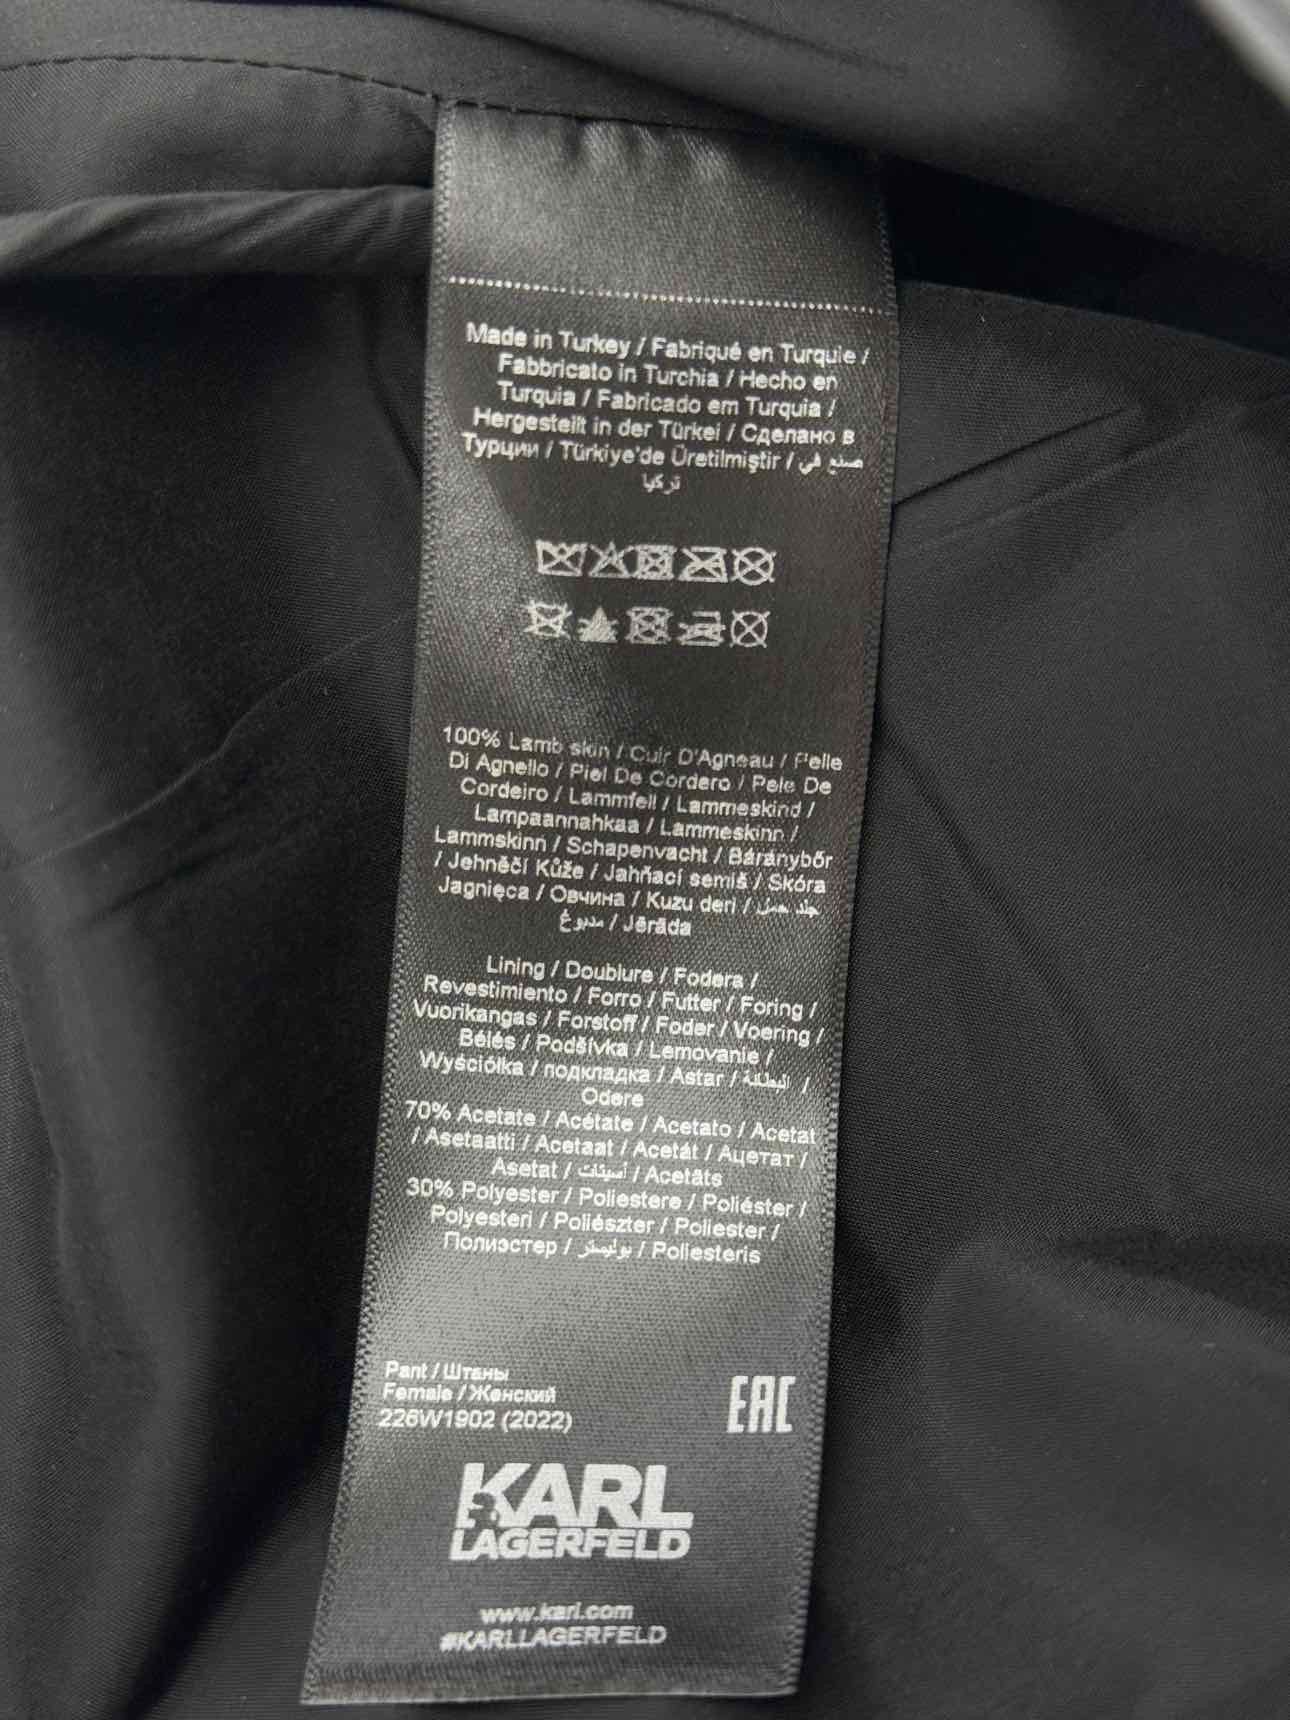 Made in Turkey / Fabriqué en Turquie /
Fabbricato in Turchia / Hecho en
Turquia / Fabricado em Turquia /
Hergestellt in der Türkei / Сделано в
Турции / Türkiye'de Üretilmiştir / صنع في
تركيا
100% Lamb skin / Cuir D'Agneau / Pelle
Di Agnello / Piel De Cordero / Pele De
Cordeiro / Lammfell / Lammeskind /
Lampaannahkaa / Lammeskinn /
Lammskinn / Schapenvacht / Báránybőr
/ Jehněčí Kůže / Jahňací semiš / Skóra
Jagnięca / Овчина / Kuzu deri / جلد حمل
مدبوغ / Jērāda
Lining / Doublure / Fodera /
Revestimiento / Forro / Futter / Foring /
Vuorikangas / Forstoff / Foder / Voering /
Bélés / Podšívka / Lemovanie /
Wyściółka / подкладка / Astar / البطانة /
Odere
70% Acetate / Acétate / Acetato / Acetat
/ Asetaatti / Acetaat / Acetát / Ацетат /
Asetat / أسيتات / Acetāts
30% Polyester / Poliestere / Poliéster /
Polyesteri / Poliészter / Poliester /
Полиэстер / بوليستر / Poliesteris
Pant / Штаны
Female / Женский
226W1902 (2022)
EAC
KARL
LAGERFELD
www.karl.com
#KARLLAGERFELD